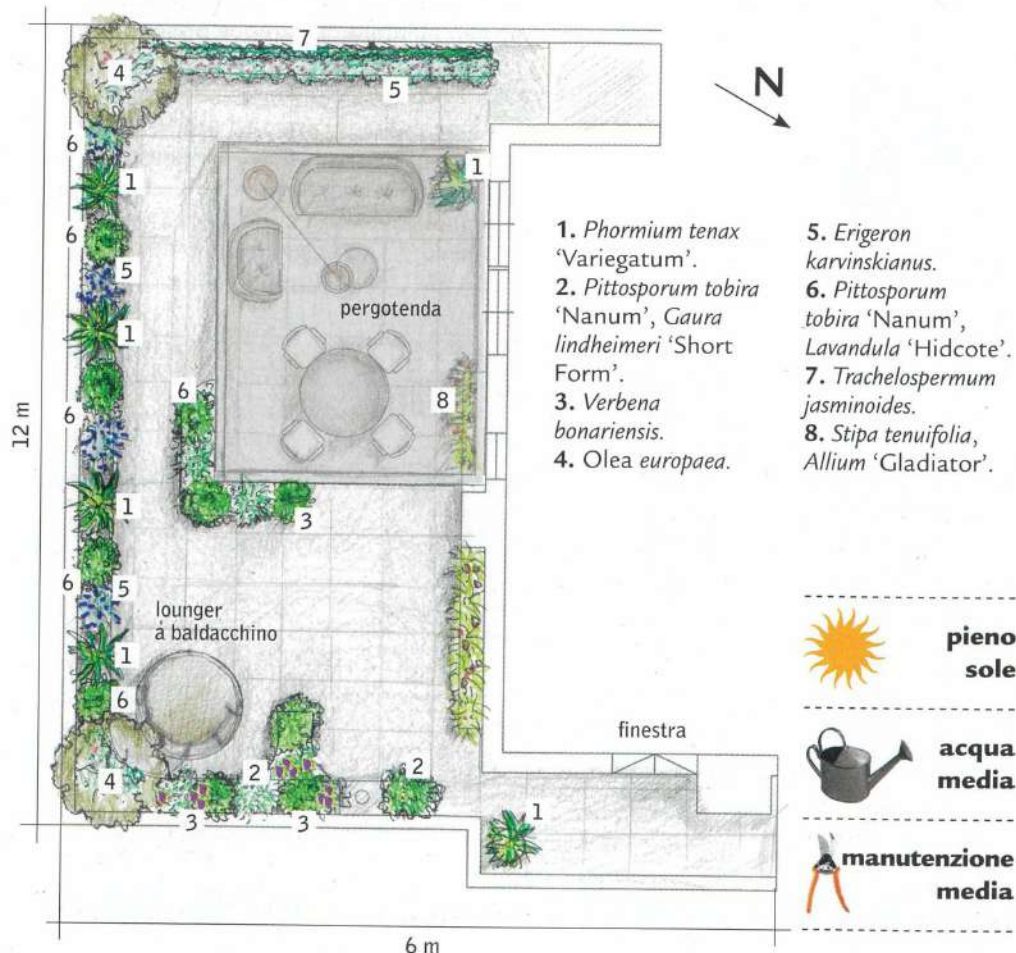 7
4
5
N
6
1
1
6
5
pergotenda
1
6
8
12 m
6
1
3
6
5
lounger
à baldacchino
1
6
finestra
4
2
2
3
3
1
6 m
1. Phormium tenax
‘Variegatum’.
2. Pittosporum tobira
‘Nanum’, Gaura
lindheimeri ‘Short
Form’.
3. Verbena
bonariensis.
4. Olea europaea.
5. Erigeron
karvinskianus.
6. Pittosporum
tobira ‘Nanum’,
Lavandula ‘Hidcote’.
7. Trachelospermum
jasminoides.
8. Stipa tenuifolia,
Allium ‘Gladiator’.
pieno
sole
acqua
media
manutenzione
media